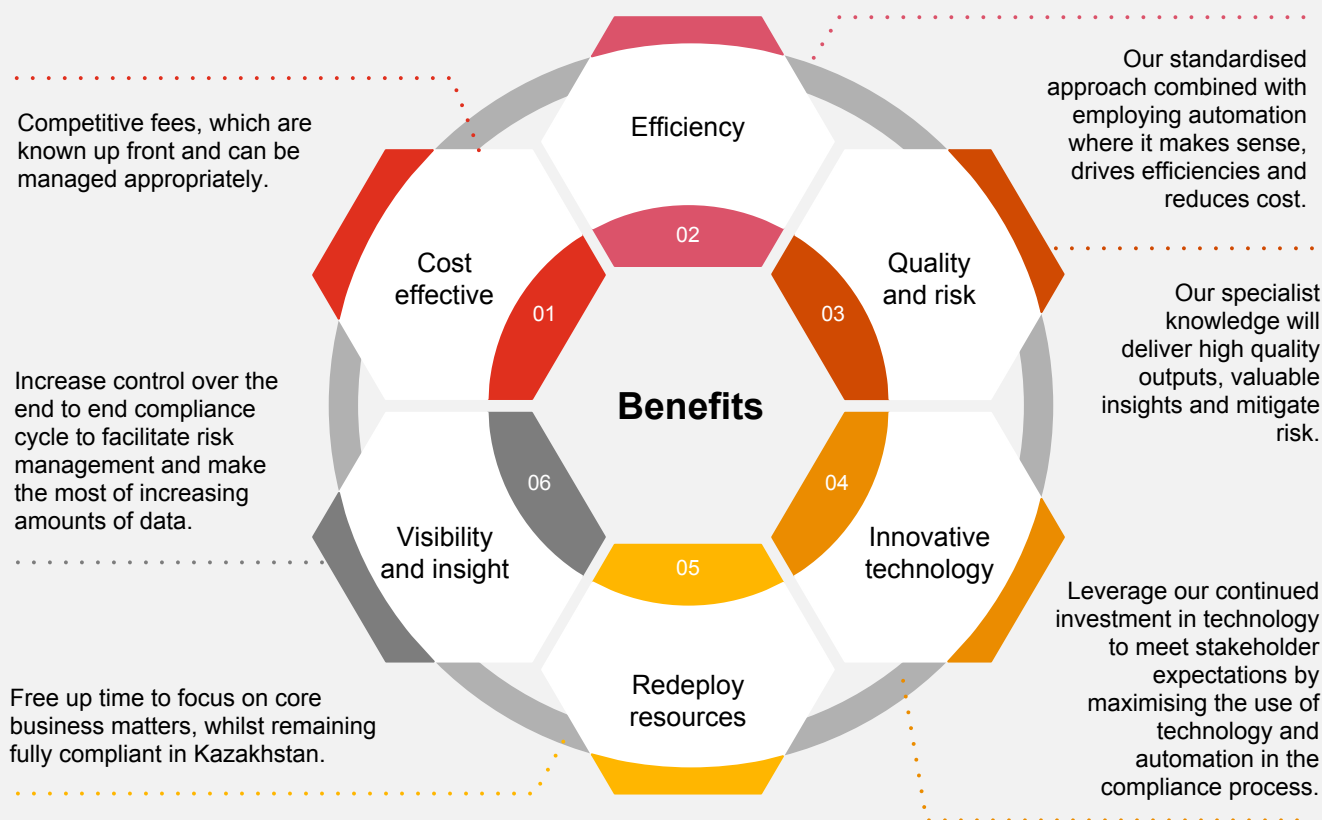 Competitive fees, which are
known up front and can be
managed appropriately.
Cost
effective
01
Efficiency
02
Our standardised
approach combined with
employing automation
where it makes sense,
drives efficiencies and
reduces cost.
Quality
and risk
03
Our specialist
knowledge will
deliver high quality
outputs, valuable
insights and mitigate
risk.
Benefits
04
Innovative
technology
Leverage our continued
investment in technology
to meet stakeholder
expectations by
maximising the use of
technology and
automation in the
compliance process.
05
Redeploy
resources
Free up time to focus on core
business matters, whilst remaining
fully compliant in Kazakhstan.
06
Visibility
and insight
Increase control over the
end to end compliance
cycle to facilitate risk
management and make
the most of increasing
amounts of data.